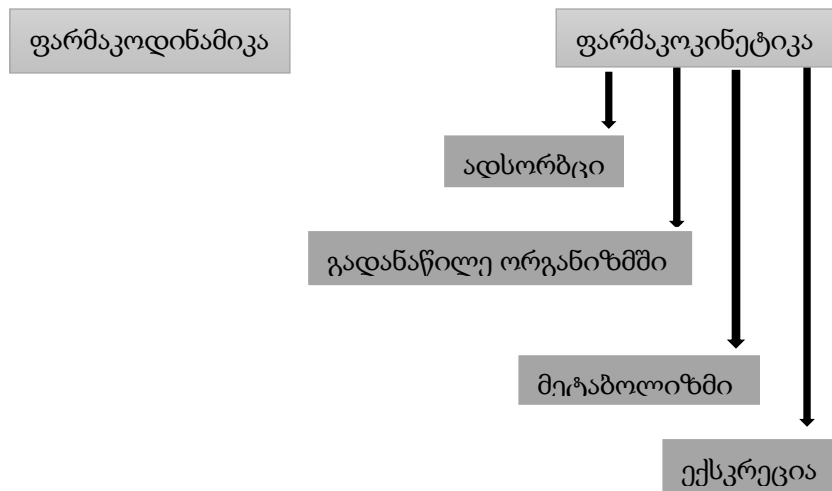 ფარმაკოდინამიკა
ფარმაკოკინეტიკა
ადსორბცი
გადანაწილე ორგანიზმში
მეტაბოლიზმი
ექსკრეცია